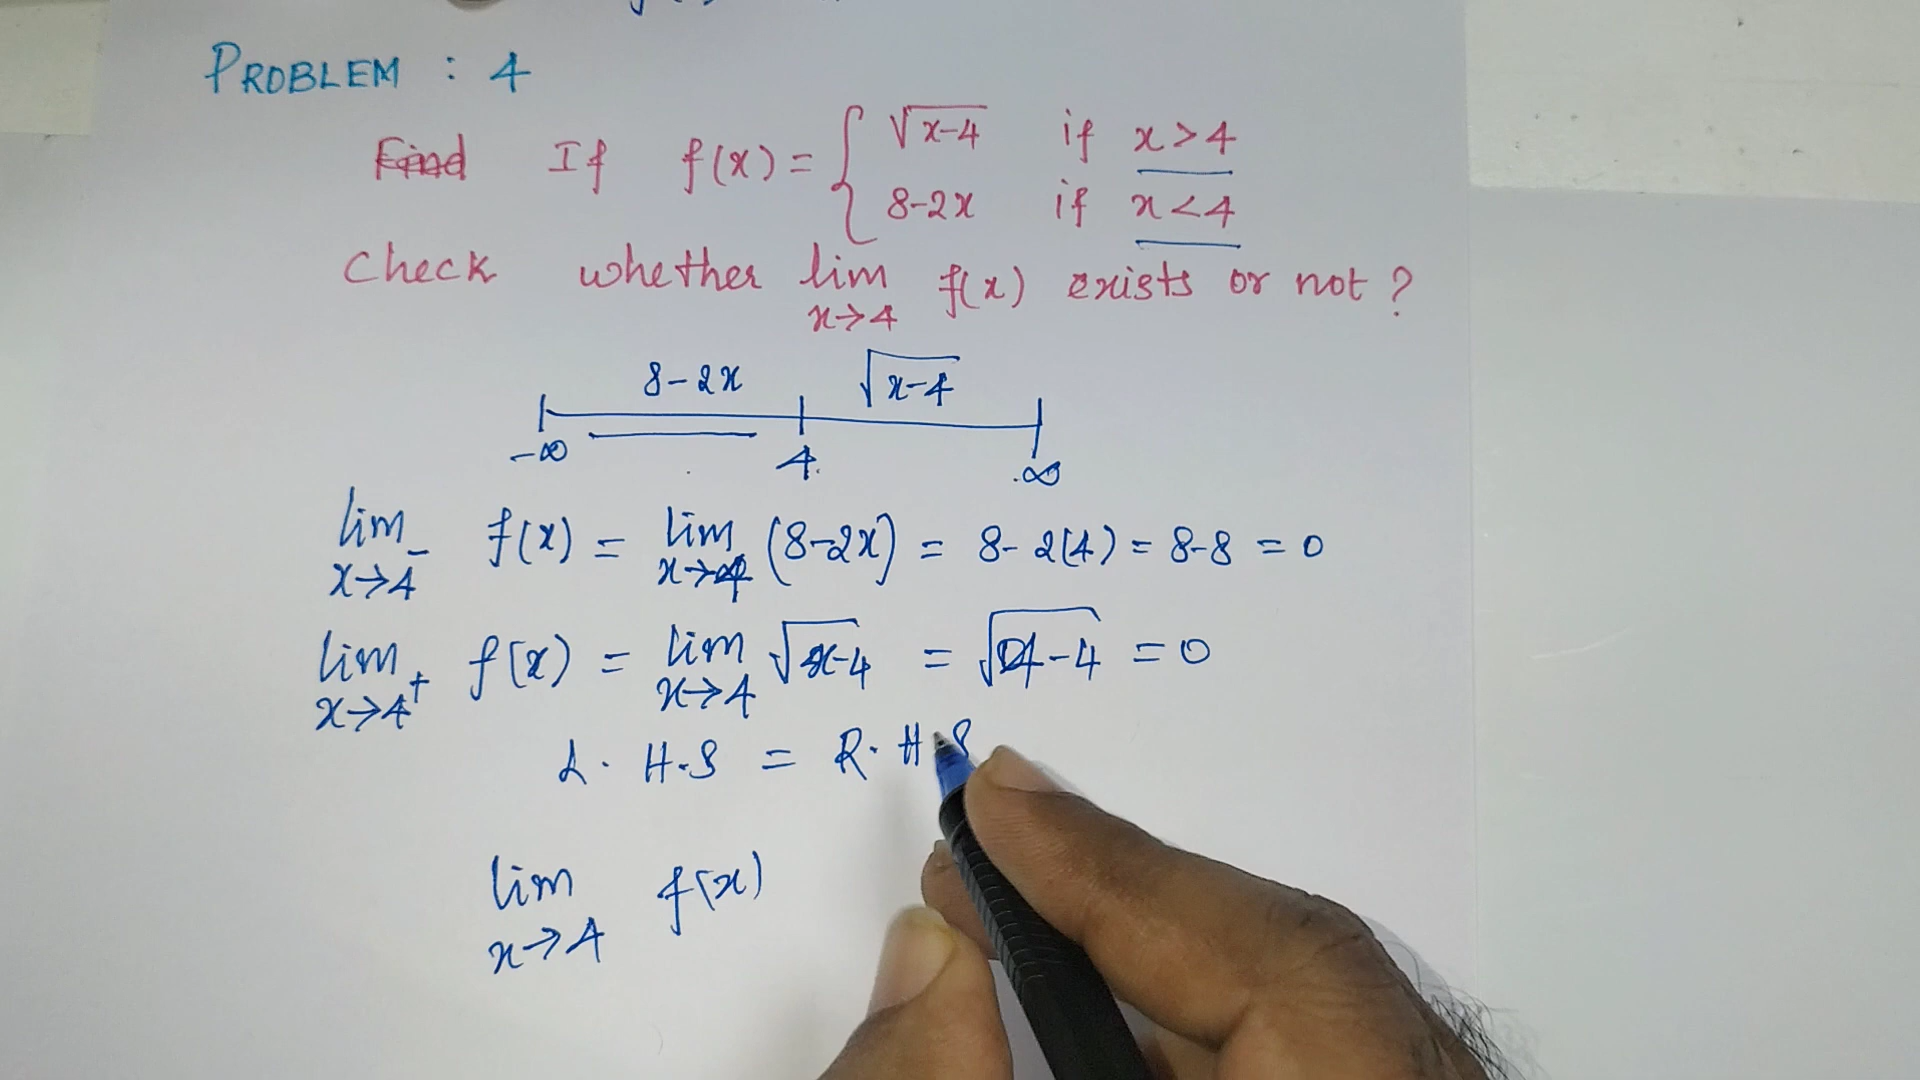 PROBLEM : 4
Find If f(x) = { √x-4 if x>4
8-2x if x<4
Check whether lim x→4 f(x) exists or not ?
8-2x √x-4
-∞ 4 ∞
lim x→4⁻ f(x) = lim x→4 (8-2x) = 8-2(4) = 8-8 = 0
lim x→4⁺ f(x) = lim x→4 √x-4 = √4-4 = 0
L.H.S = R.H.S
lim x→4 f(x)